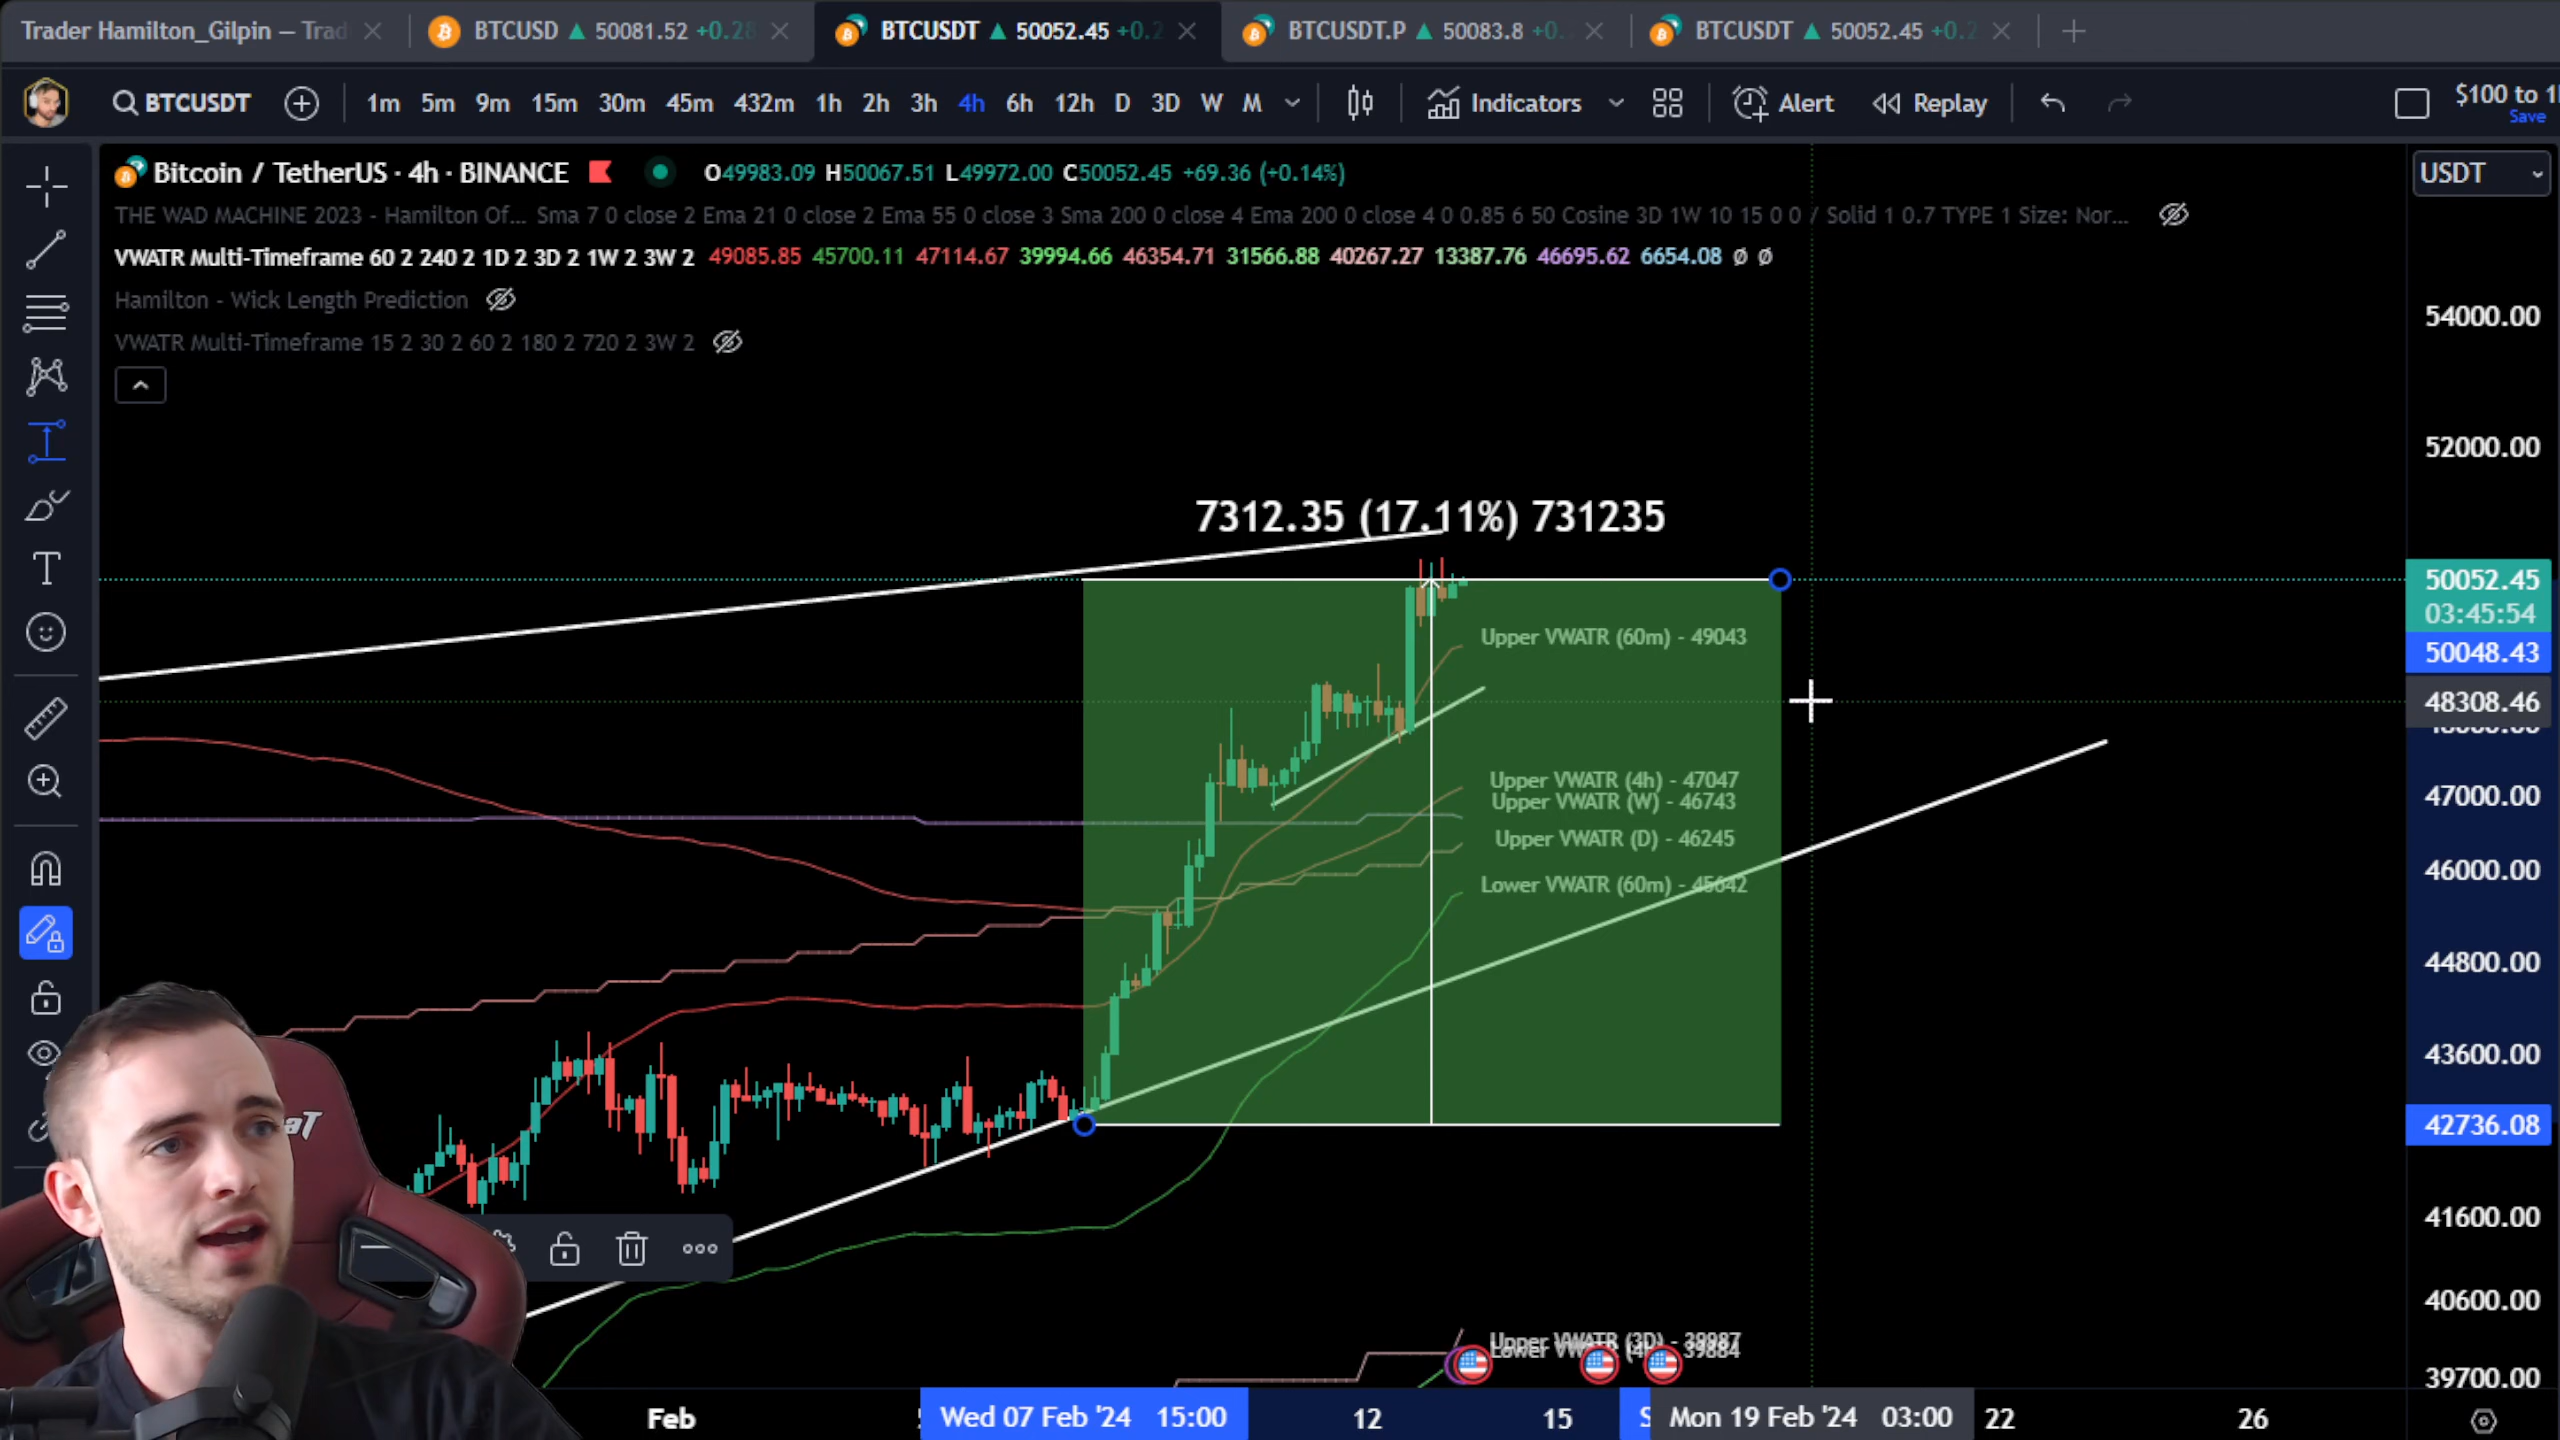 Trader Hamilton_Gilpin — Trad
BTCUSD ▲ 50081.52 +0.28
BTCUSDT ▲ 50052.45 +0.2
BTCUSDT.P ▲ 50083.8 +0.
BTCUSDT ▲ 50052.45 +0.2
BTCUSDT 1m 5m 9m 15m 30m 45m 432m 1h 2h 3h 4h 6h 12h D 3D W M Indicators Alert Replay $100 to 1
Save
Bitcoin / TetherUS · 4h · BINANCE O49983.09 H50067.51 L49972.00 C50052.45 +69.36 (+0.14%)
USDT
THE WAD MACHINE 2023 - Hamilton Of... Sma 7 0 close 2 Ema 21 0 close 2 Ema 55 0 close 3 Sma 200 0 close 4 Ema 200 0 close 4 0 0.85 6 50 Cosine 3D 1W 10 15 0 0 / Solid 1 0.7 TYPE 1 Size: Nor...
VWATR Multi-Timeframe 60 2 240 2 1D 2 3D 2 1W 2 3W 2 49085.85 45700.11 47114.67 39994.66 46354.71 31566.88 40267.27 13387.76 46695.62 6654.08 ø ø
Hamilton - Wick Length Prediction
VWATR Multi-Timeframe 15 2 30 2 60 2 180 2 720 2 3W 2
54000.00
52000.00
7312.35 (17.11%) 731235
50052.45
03:45:54
Upper VWATR (60m) - 49043
50048.43
48308.46
Upper VWATR (4h) - 47047
47000.00
Upper VWATR (W) - 46743
Upper VWATR (D) - 46245
46000.00
Lower VWATR (60m) - 45642
44800.00
43600.00
42736.08
41600.00
40600.00
Upper VWATR (3D) - 39987
Lower VWATR (4h) - 39884
39700.00
Feb Wed 07 Feb '24 15:00 12 15 S Mon 19 Feb '24 03:00 22 26